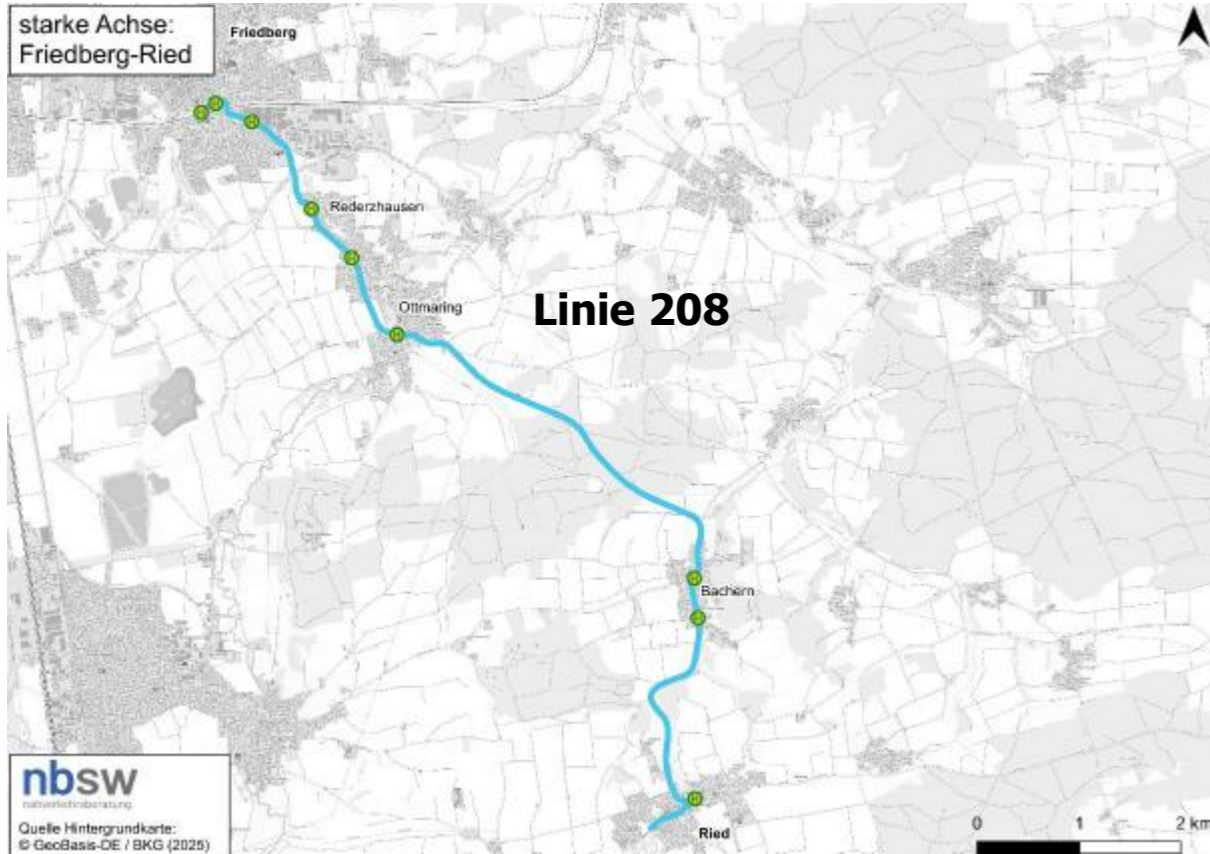 starke Achse:
Friedberg-Ried
Friedberg
Rederzhausen
Ottmaring
Linie 208
Bachern
Ried
nbsw
nahverkehrsberatung
Quelle Hintergrundkarte:
© GeoBasis-DE / BKG (2025)
0 1 2 km